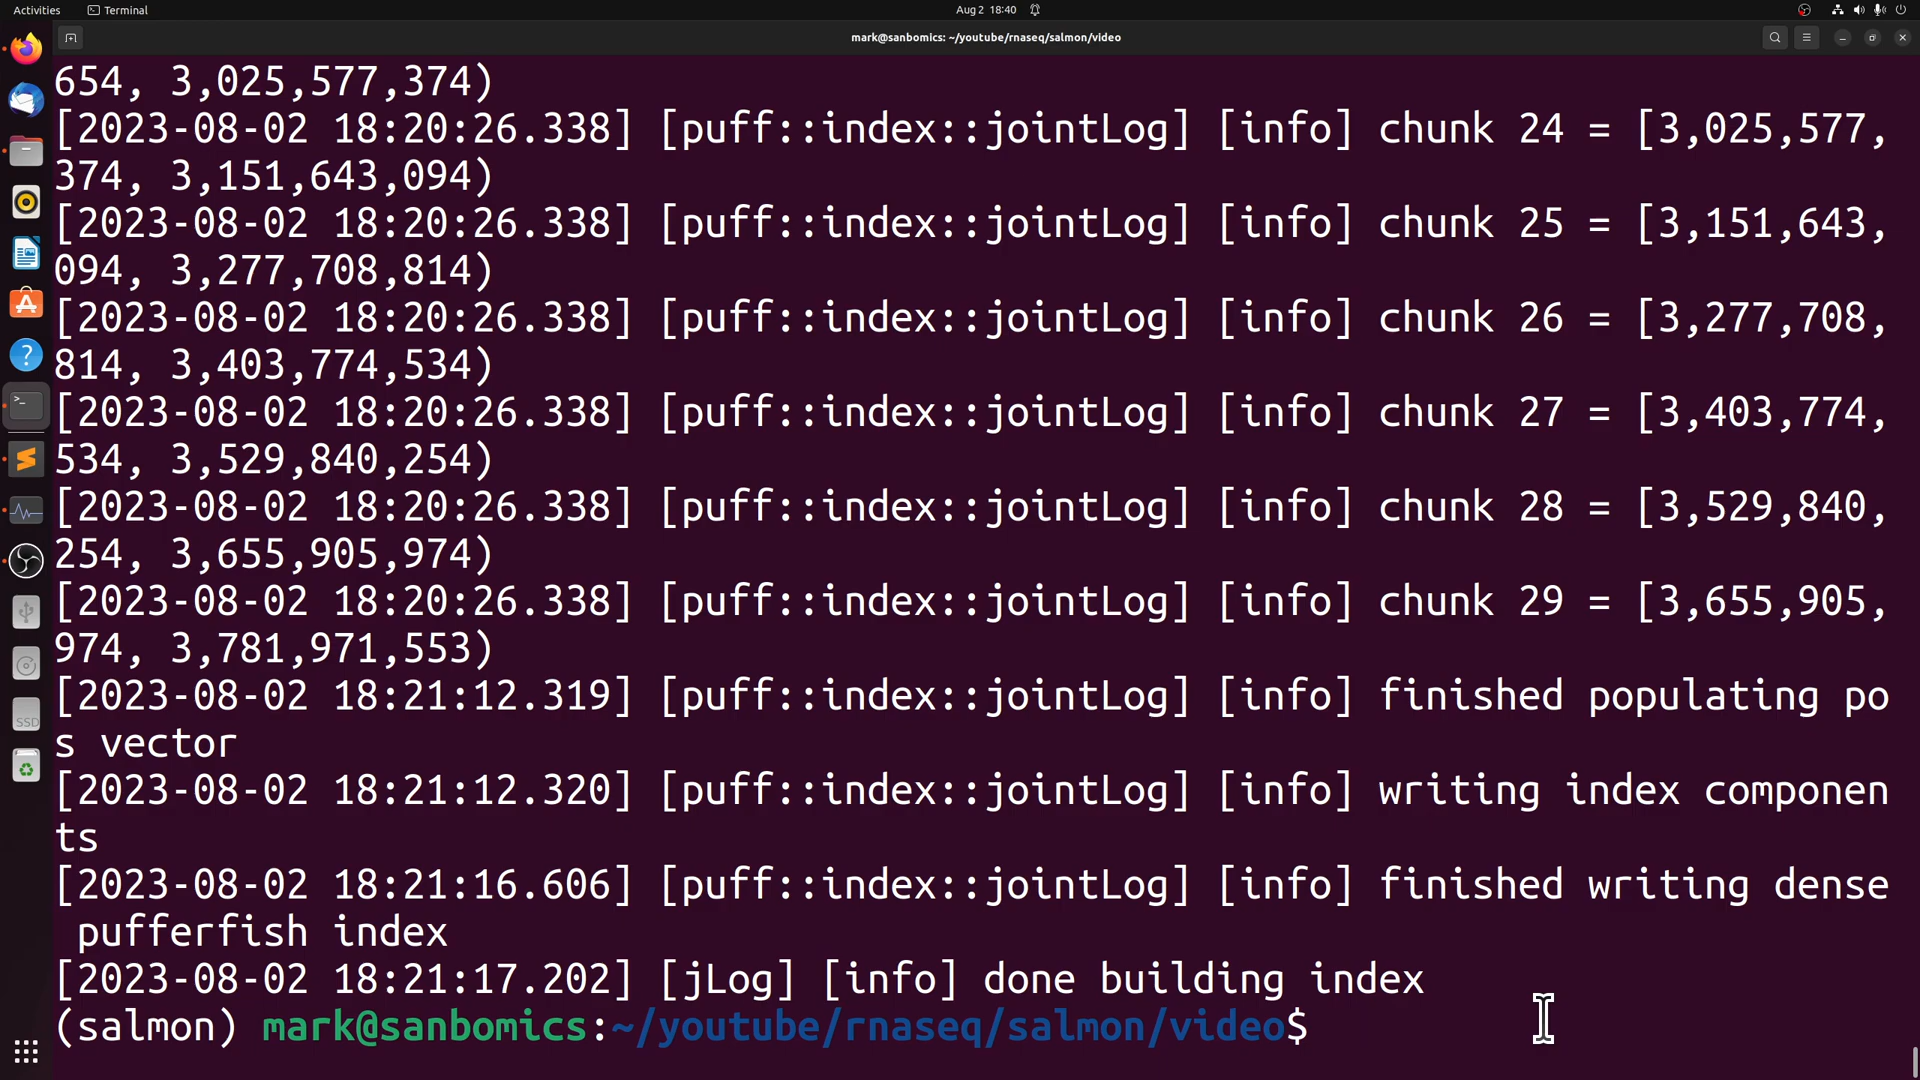 Activities
Terminal
Aug 2 18:40
mark@sanbomics: ~/youtube/rnaseq/salmon/video
654, 3,025,577,374)
[2023-08-02 18:20:26.338] [puff::index::jointLog] [info] chunk 24 = [3,025,577,
374, 3,151,643,094)
[2023-08-02 18:20:26.338] [puff::index::jointLog] [info] chunk 25 = [3,151,643,
094, 3,277,708,814)
[2023-08-02 18:20:26.338] [puff::index::jointLog] [info] chunk 26 = [3,277,708,
814, 3,403,774,534)
[2023-08-02 18:20:26.338] [puff::index::jointLog] [info] chunk 27 = [3,403,774,
534, 3,529,840,254)
[2023-08-02 18:20:26.338] [puff::index::jointLog] [info] chunk 28 = [3,529,840,
254, 3,655,905,974)
[2023-08-02 18:20:26.338] [puff::index::jointLog] [info] chunk 29 = [3,655,905,
974, 3,781,971,553)
[2023-08-02 18:21:12.319] [puff::index::jointLog] [info] finished populating po
s vector
[2023-08-02 18:21:12.320] [puff::index::jointLog] [info] writing index componen
ts
[2023-08-02 18:21:16.606] [puff::index::jointLog] [info] finished writing dense
 pufferfish index
[2023-08-02 18:21:17.202] [jLog] [info] done building index
(salmon) mark@sanbomics:~/youtube/rnaseq/salmon/video$
SSD